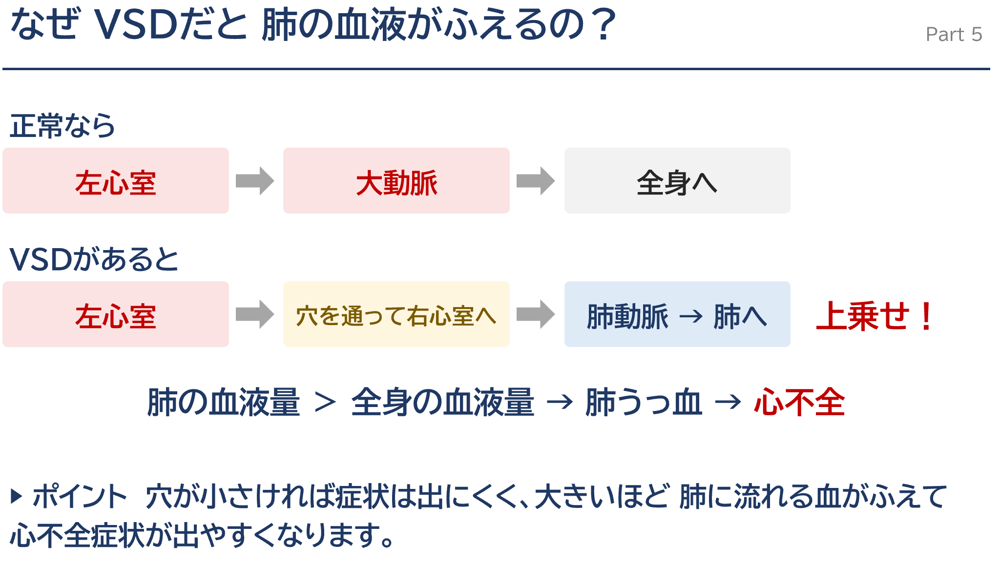 なぜ VSDだと 肺の血液がふえるの？
Part 5
正常なら
左心室
大動脈
全身へ
VSDがあると
左心室
穴を通って右心室へ
肺動脈 → 肺へ
上乗せ！
肺の血液量 ＞ 全身の血液量 → 肺うっ血 → 心不全
▶ ポイント　穴が小さければ症状は出にくく、大きいほど 肺に流れる血がふえて
心不全症状が出やすくなります。